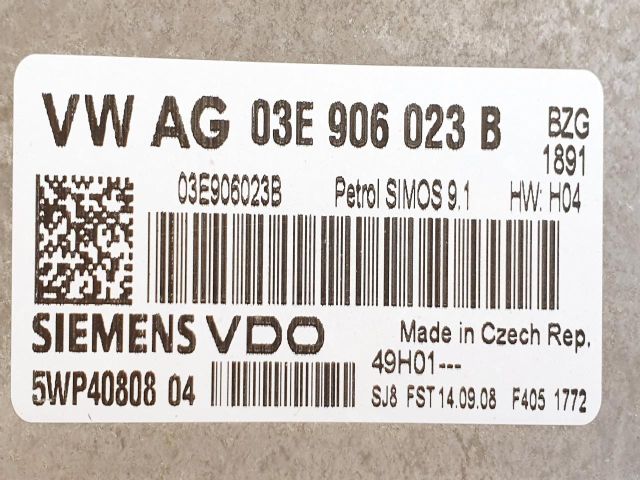 VW AG 03E 906 023 B BZG
1891
03E906023B Petrol SIMOS 9.1 HW: H04
SIEMENS VDO Made in Czech Rep.
49H01---
5WP40808 04 SJ8 FST 14.09.08 F405 1772